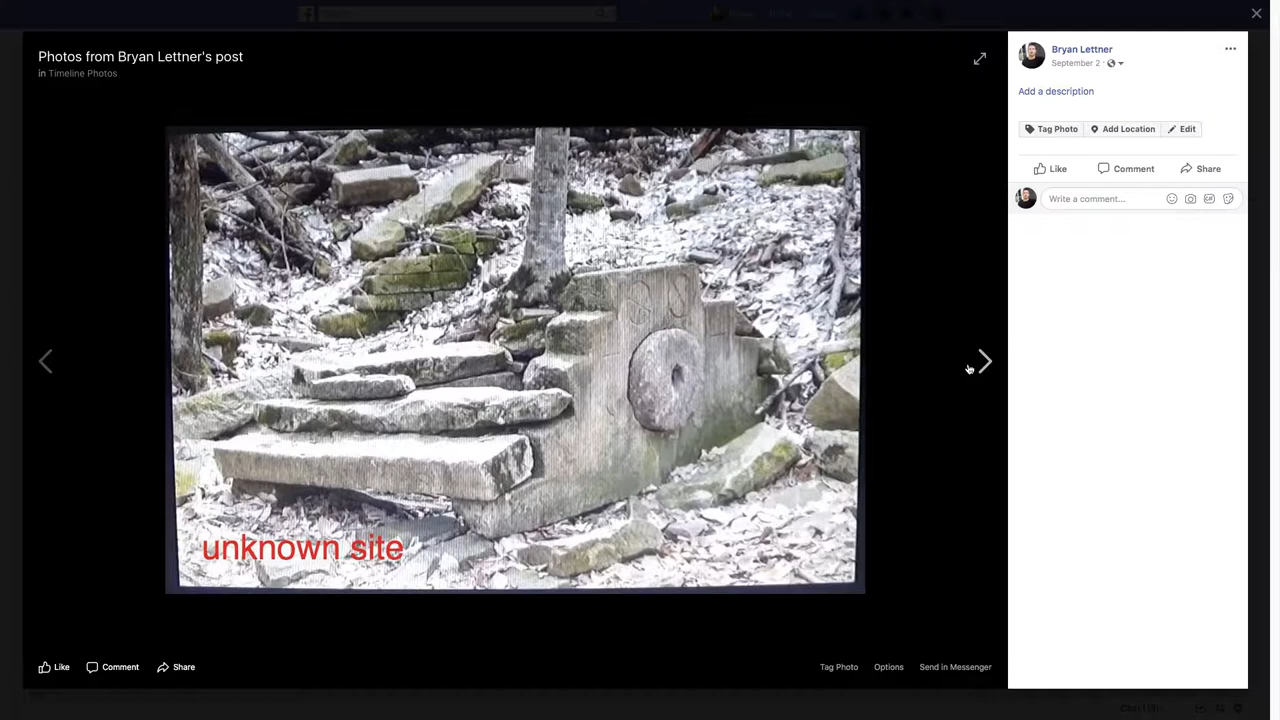 Photos from Bryan Lettner's post
in Timeline Photos
unknown site
Like Comment Share
Tag Photo Options Send in Messenger
Bryan Lettner
September 2
Add a description
Tag Photo Add Location Edit
Like Comment Share
Write a comment...